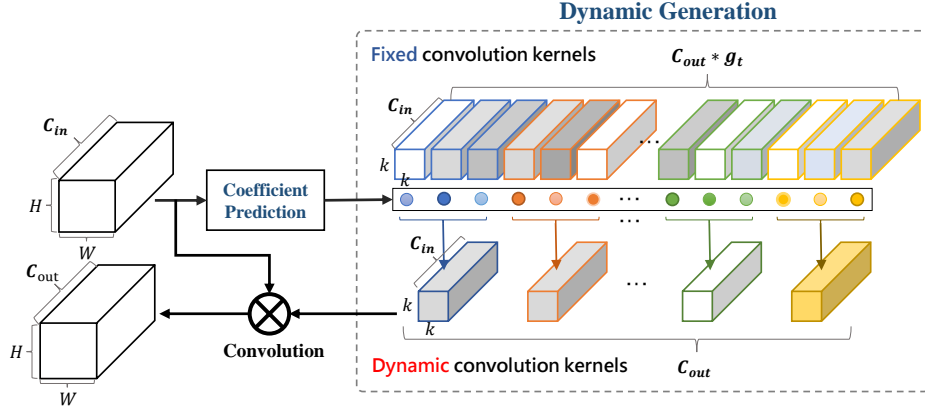 Dynamic Generation
Fixed convolution kernels
C_out * g_t
C_in
C_in
k
k
...
H
W
Coefficient
Prediction
...
...
C_in
C_out
k
k
...
H
W
Convolution
Dynamic convolution kernels
C_out